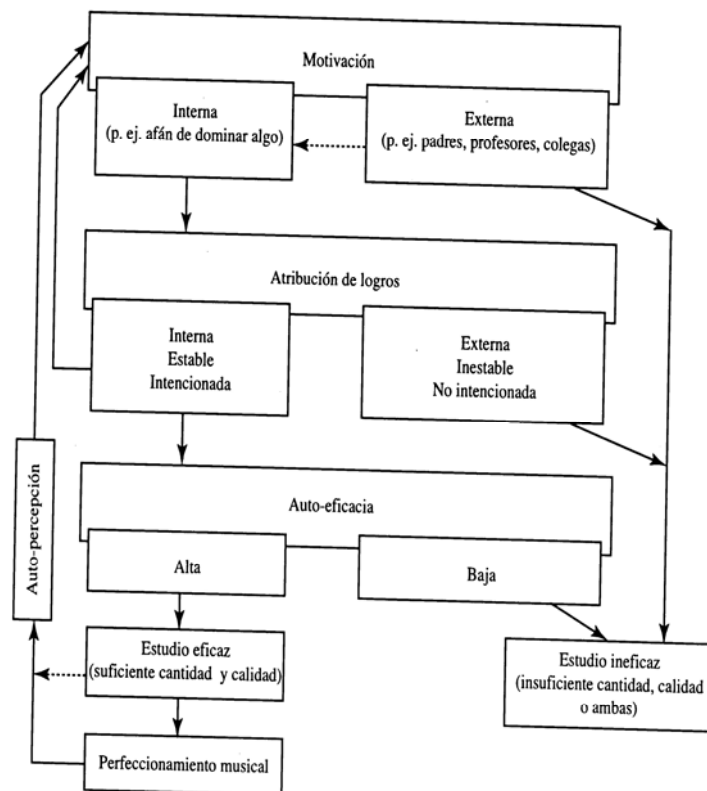 Motivación
Interna
(p. ej. afán de dominar algo)
Externa
(p. ej. padres, profesores, colegas)
Atribución de logros
Interna
Estable
Intencionada
Externa
Inestable
No intencionada
Auto-percepción
Auto-eficacia
Alta
Baja
Estudio eficaz
(suficiente cantidad y calidad)
Estudio ineficaz
(insuficiente cantidad, calidad
o ambas)
Perfeccionamiento musical